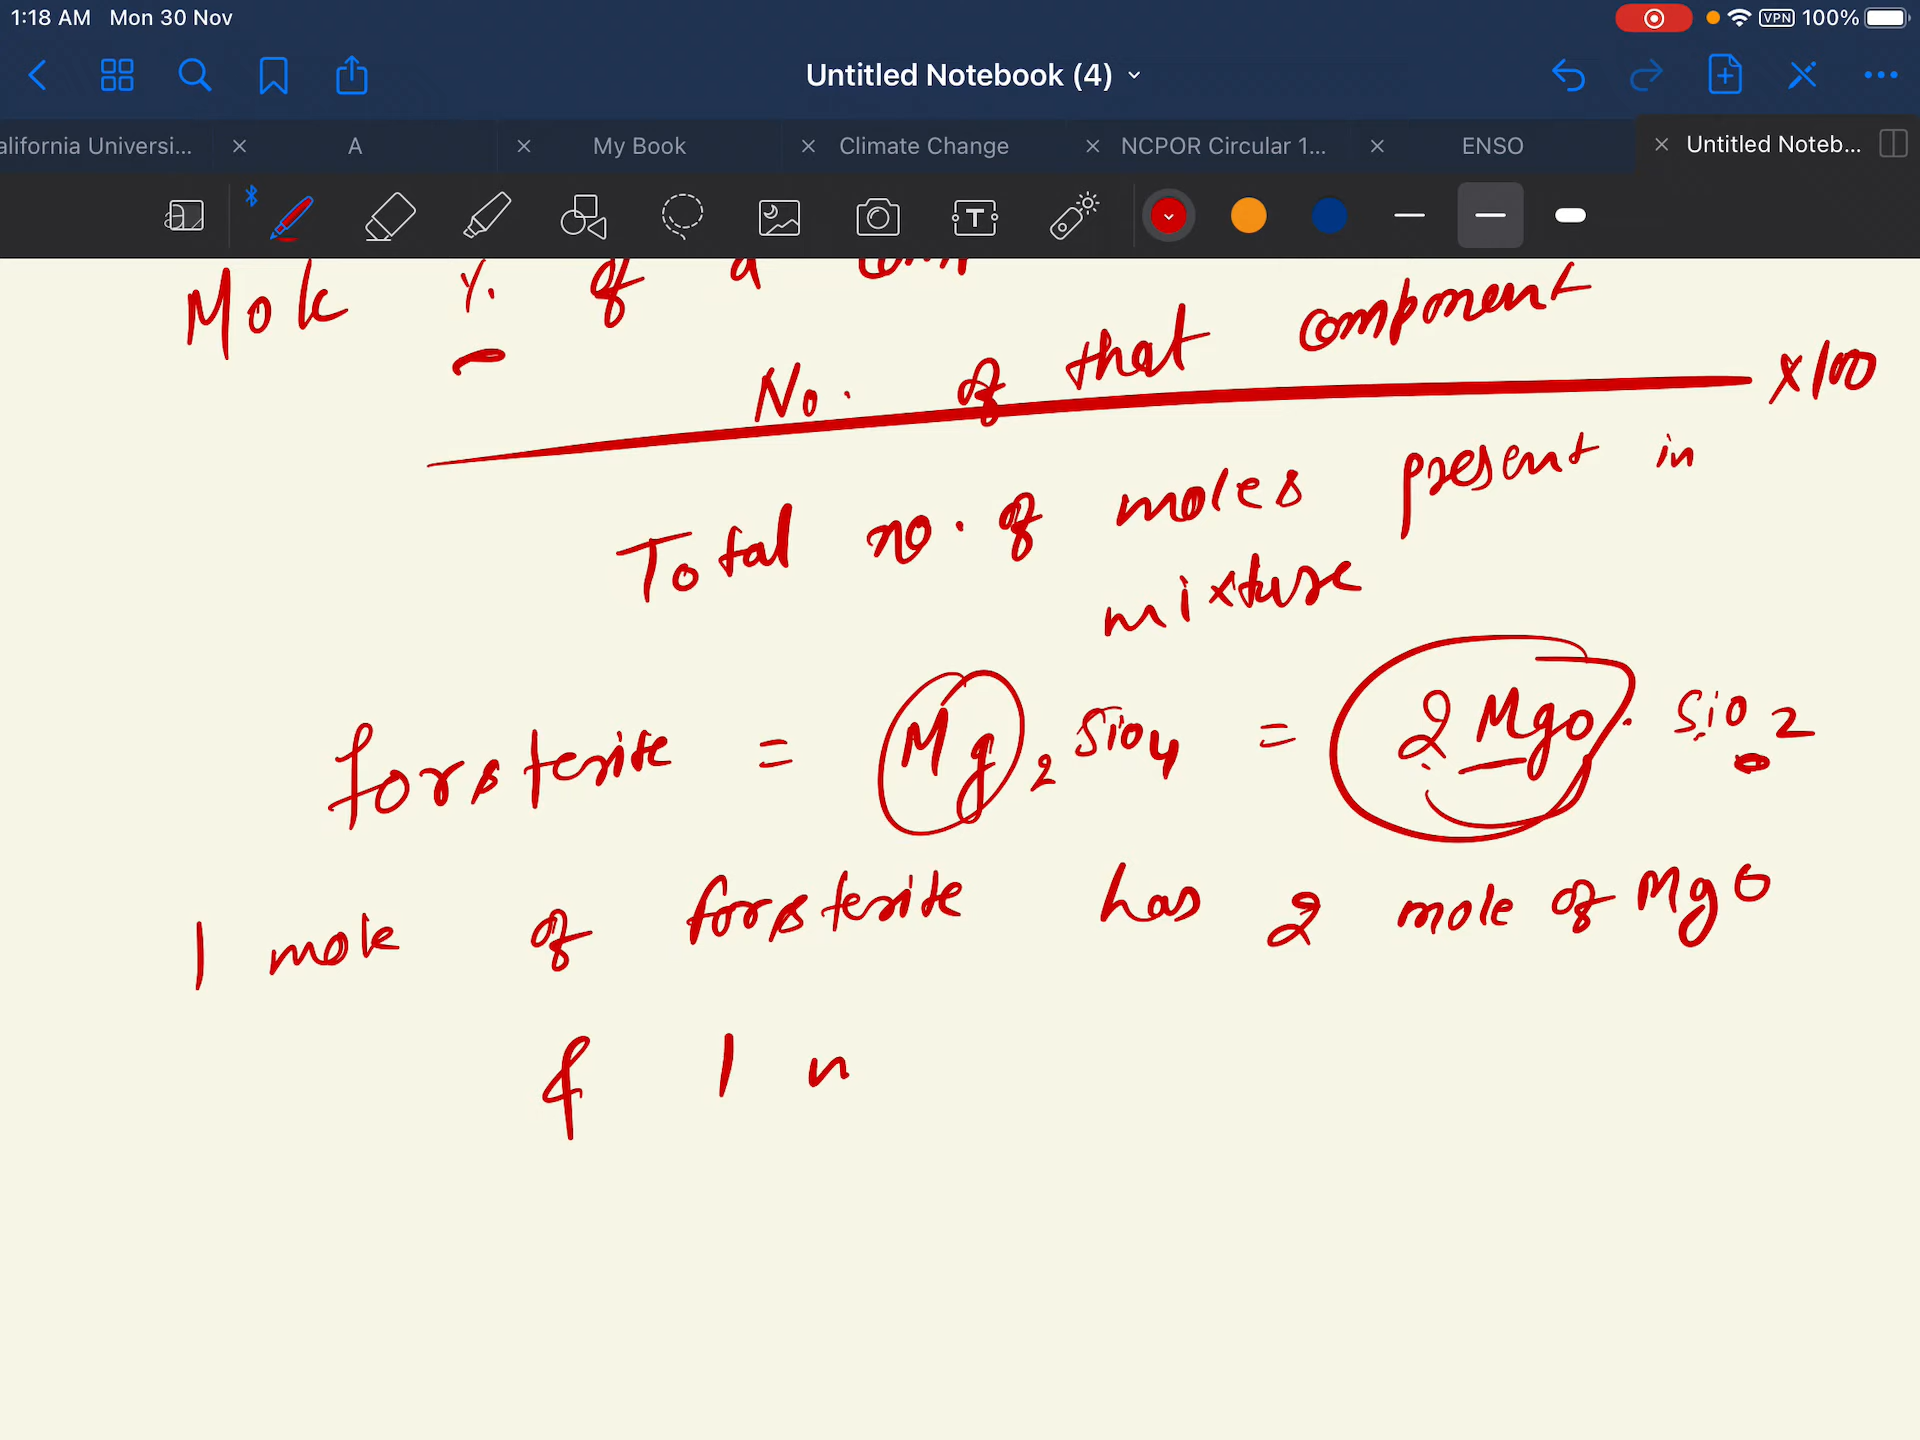 1:18 AM Mon 30 Nov VPN 100%
Untitled Notebook (4)
alifornia Universi... A My Book Climate Change NCPOR Circular 1... ENSO Untitled Noteb...
Mole %. of a
No. of that component ×100
Total no. of moles present in
mixture
forsterite = Mg2 SiO4 = 2 MgO. SiO2
1 mole of forsterite has 2 mole of MgO
& 1